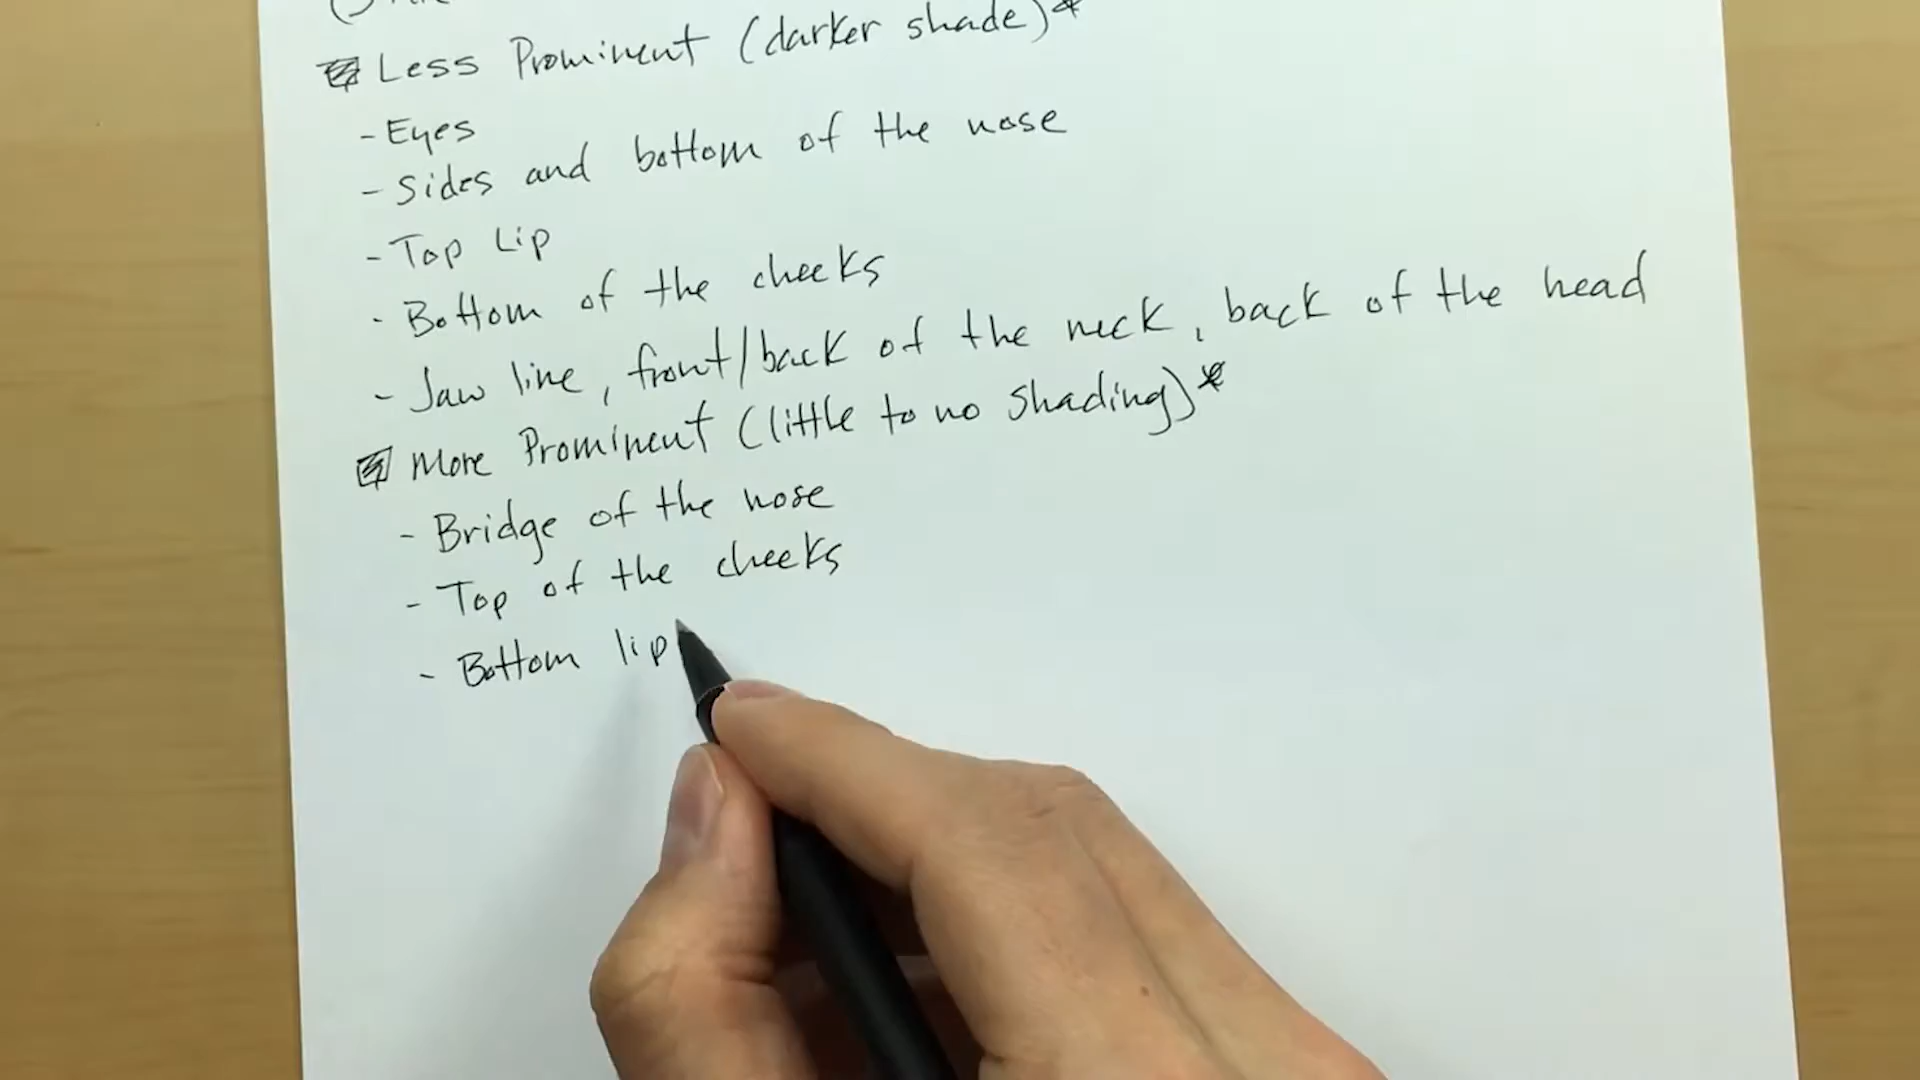 Less Prominent (darker shade)*
- Eyes
- Sides and bottom of the nose
- Top Lip
- Bottom of the cheeks
- Jaw line, front/back of the neck, back of the head
More Prominent (little to no shading)*
- Bridge of the nose
- Top of the cheeks
- Bottom lip